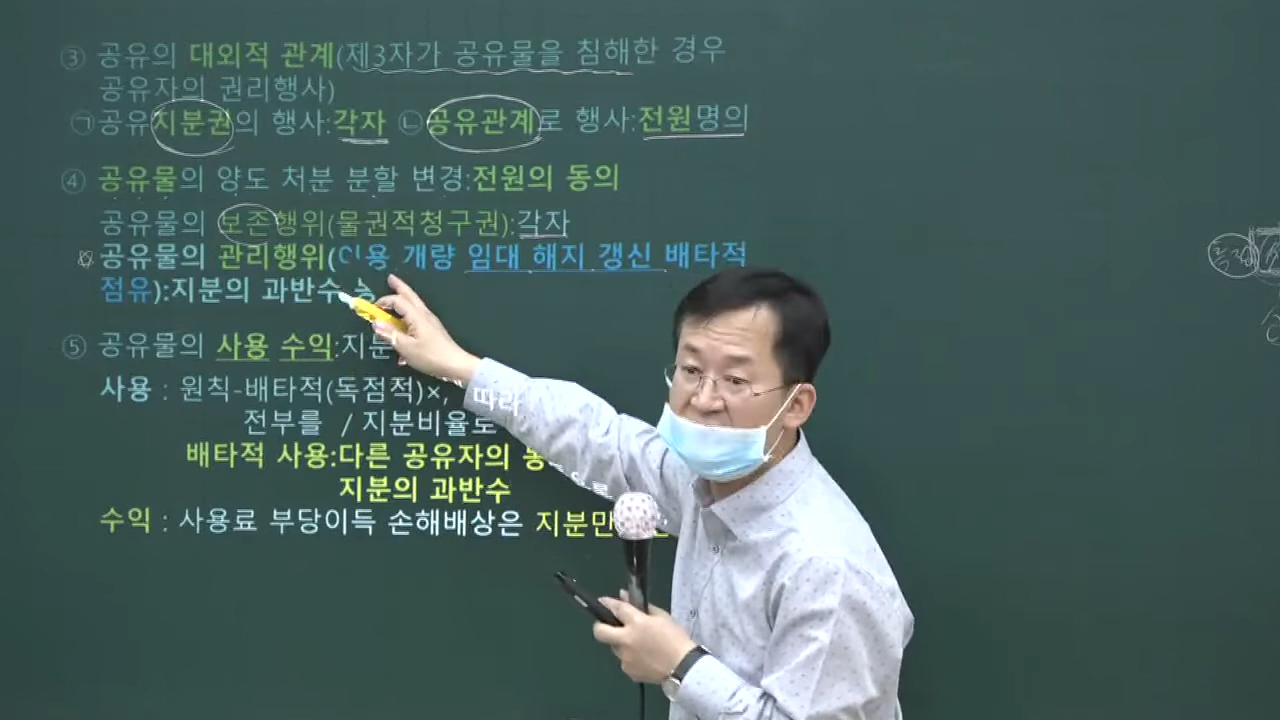 ③ 공유의 대외적 관계(제3자가 공유물을 침해한 경우
공유자의 권리행사)
㉠공유지분권의 행사:각자 ㉡공유관계로 행사:전원명의
④ 공유물의 양도 처분 분할 변경:전원의 동의
공유물의 보존행위(물권적청구권):각자
공유물의 관리행위(이용 개량 임대 해지 갱신 배타적
점유):지분의 과반수
⑤ 공유물의 사용 수익:지분
사용 : 원칙-배타적(독점적)×, 따라
전부를 / 지분비율로
배타적 사용:다른 공유자의
지분의 과반수
수익 : 사용료 부당이득 손해배상은 지분만